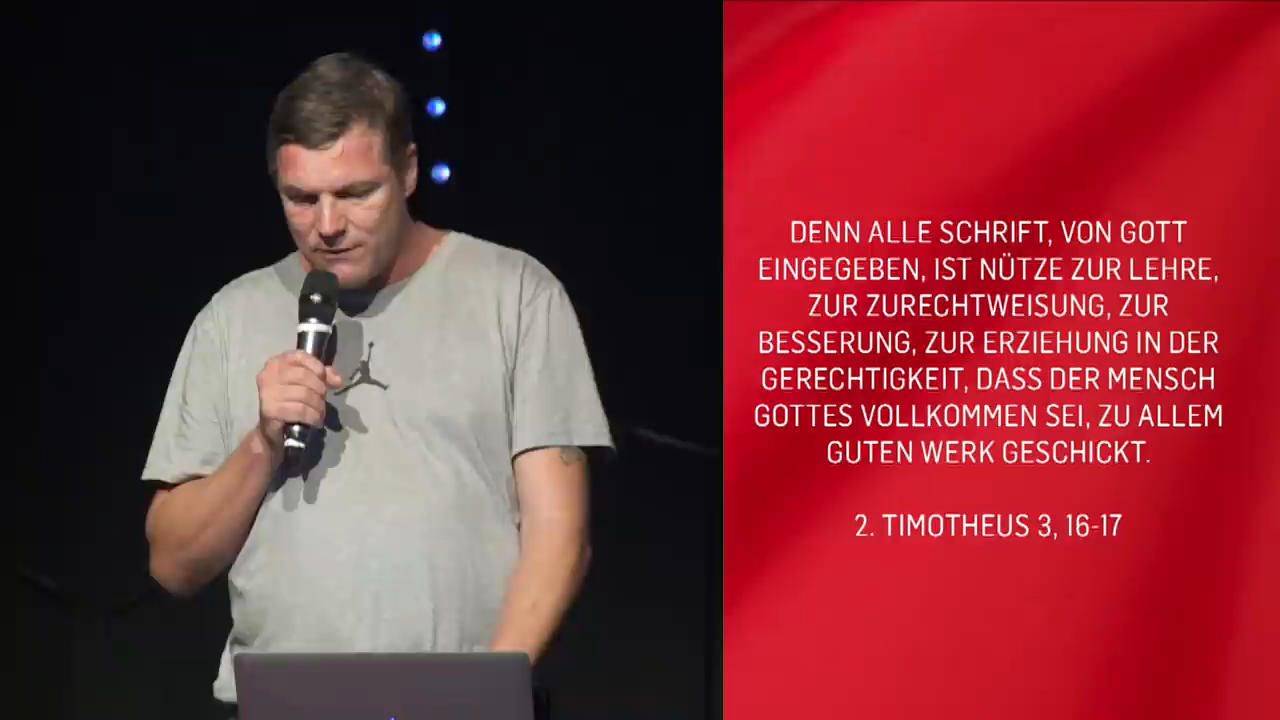 DENN ALLE SCHRIFT, VON GOTT
EINGEGEBEN, IST NÜTZE ZUR LEHRE,
ZUR ZURECHTWEISUNG, ZUR
BESSERUNG, ZUR ERZIEHUNG IN DER
GERECHTIGKEIT, DASS DER MENSCH
GOTTES VOLLKOMMEN SEI, ZU ALLEM
GUTEN WERK GESCHICKT.
2. TIMOTHEUS 3, 16-17